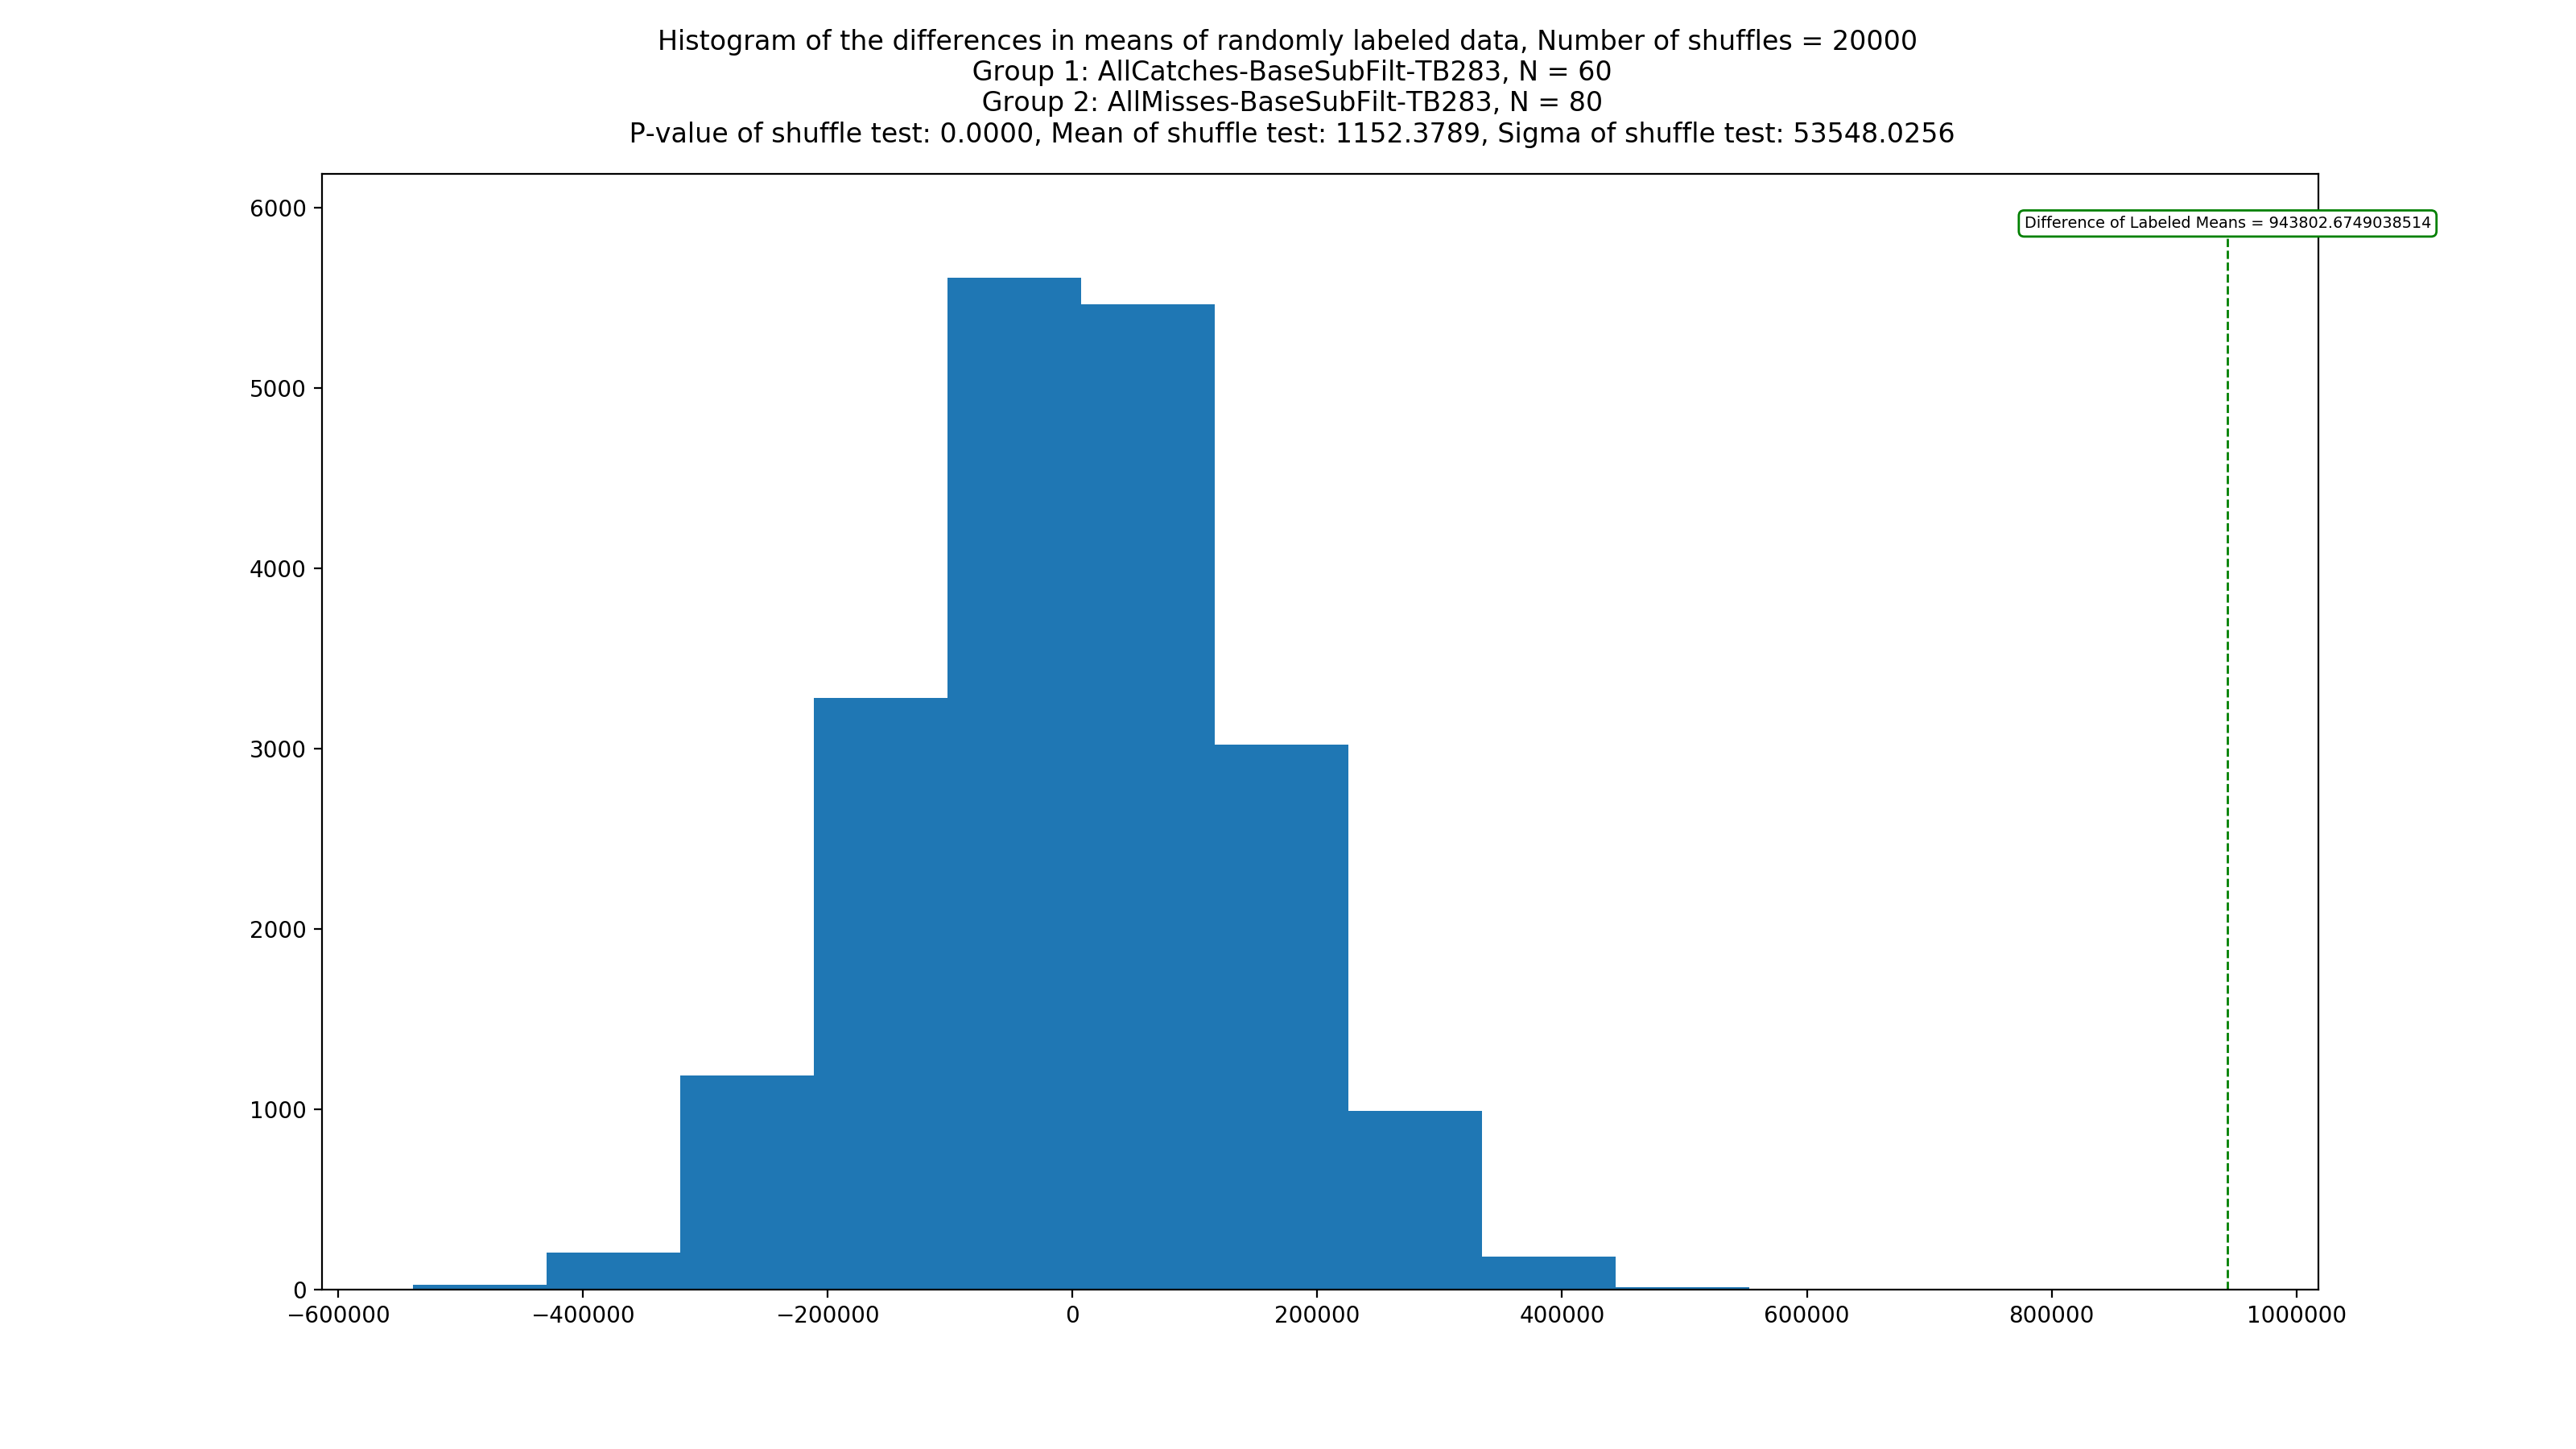 Histogram of the differences in means of randomly labeled data, Number of shuffles = 20000
Group 1: AllCatches-BaseSubFilt-TB283, N = 60
Group 2: AllMisses-BaseSubFilt-TB283, N = 80
P-value of shuffle test: 0.0000, Mean of shuffle test: 1152.3789, Sigma of shuffle test: 53548.0256
6000
Difference of Labeled Means = 943802.6749038514
5000
4000
3000
2000
1000
0
−600000 −400000 −200000 0 200000 400000 600000 800000 1000000